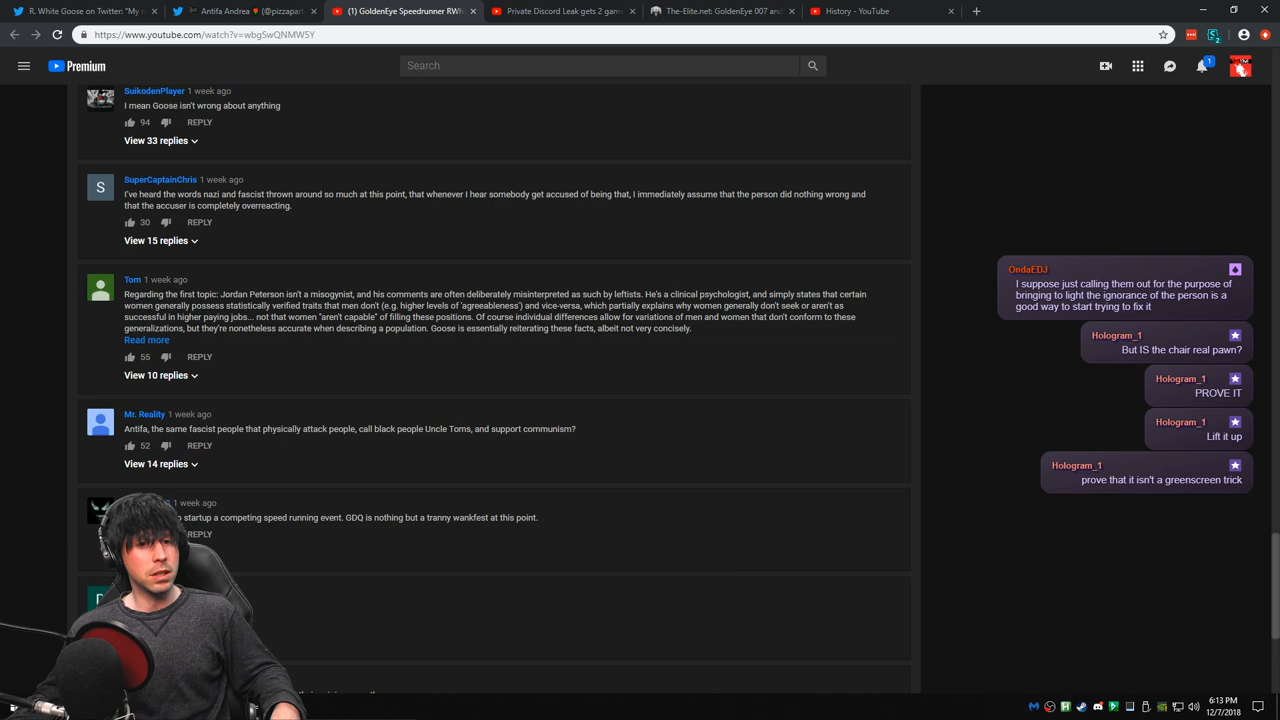 R. White Goose on Twitter: "My n
Antifa Andrea (@pizzaparty
(1) GoldenEye Speedrunner RWh
Private Discord Leak gets 2 gam
The-Elite.net: GoldenEye 007 and
History - YouTube
https://www.youtube.com/watch?v=wbgSwQNMW5Y
2
Premium
Search
1
SuikodenPlayer 1 week ago
I mean Goose isn't wrong about anything
94 REPLY
View 33 replies
S
SuperCaptainChris 1 week ago
I've heard the words nazi and fascist thrown around so much at this point, that whenever I hear somebody get accused of being that, I immediately assume that the person did nothing wrong and
that the accuser is completely overreacting.
30 REPLY
View 15 replies
Tom 1 week ago
Regarding the first topic: Jordan Peterson isn't a misogynist, and his comments are often deliberately misinterpreted as such by leftists. He's a clinical psychologist, and simply states that certain
women generally possess statistically verified traits that men don't (e.g. higher levels of 'agreeableness') and vice-versa, which partially explains why women generally don't seek or aren't as
successful in higher paying jobs... not that women "aren't capable" of filling these positions. Of course individual differences allow for variations of men and women that don't conform to these
generalizations, but they're nonetheless accurate when describing a population. Goose is essentially reiterating these facts, albeit not very concisely.
Read more
55 REPLY
View 10 replies
Mr. Reality 1 week ago
Antifa, the same fascist people that physically attack people, call black people Uncle Toms, and support communism?
52 REPLY
View 14 replies
1 week ago
startup a competing speed running event. GDQ is nothing but a tranny wankfest at this point.
REPLY
OndaEDJ
I suppose just calling them out for the purpose of
bringing to light the ignorance of the person is a
good way to start trying to fix it
Hologram_1
But IS the chair real pawn?
Hologram_1
PROVE IT
Hologram_1
Lift it up
Hologram_1
prove that it isn't a greenscreen trick
6:13 PM
12/7/2018